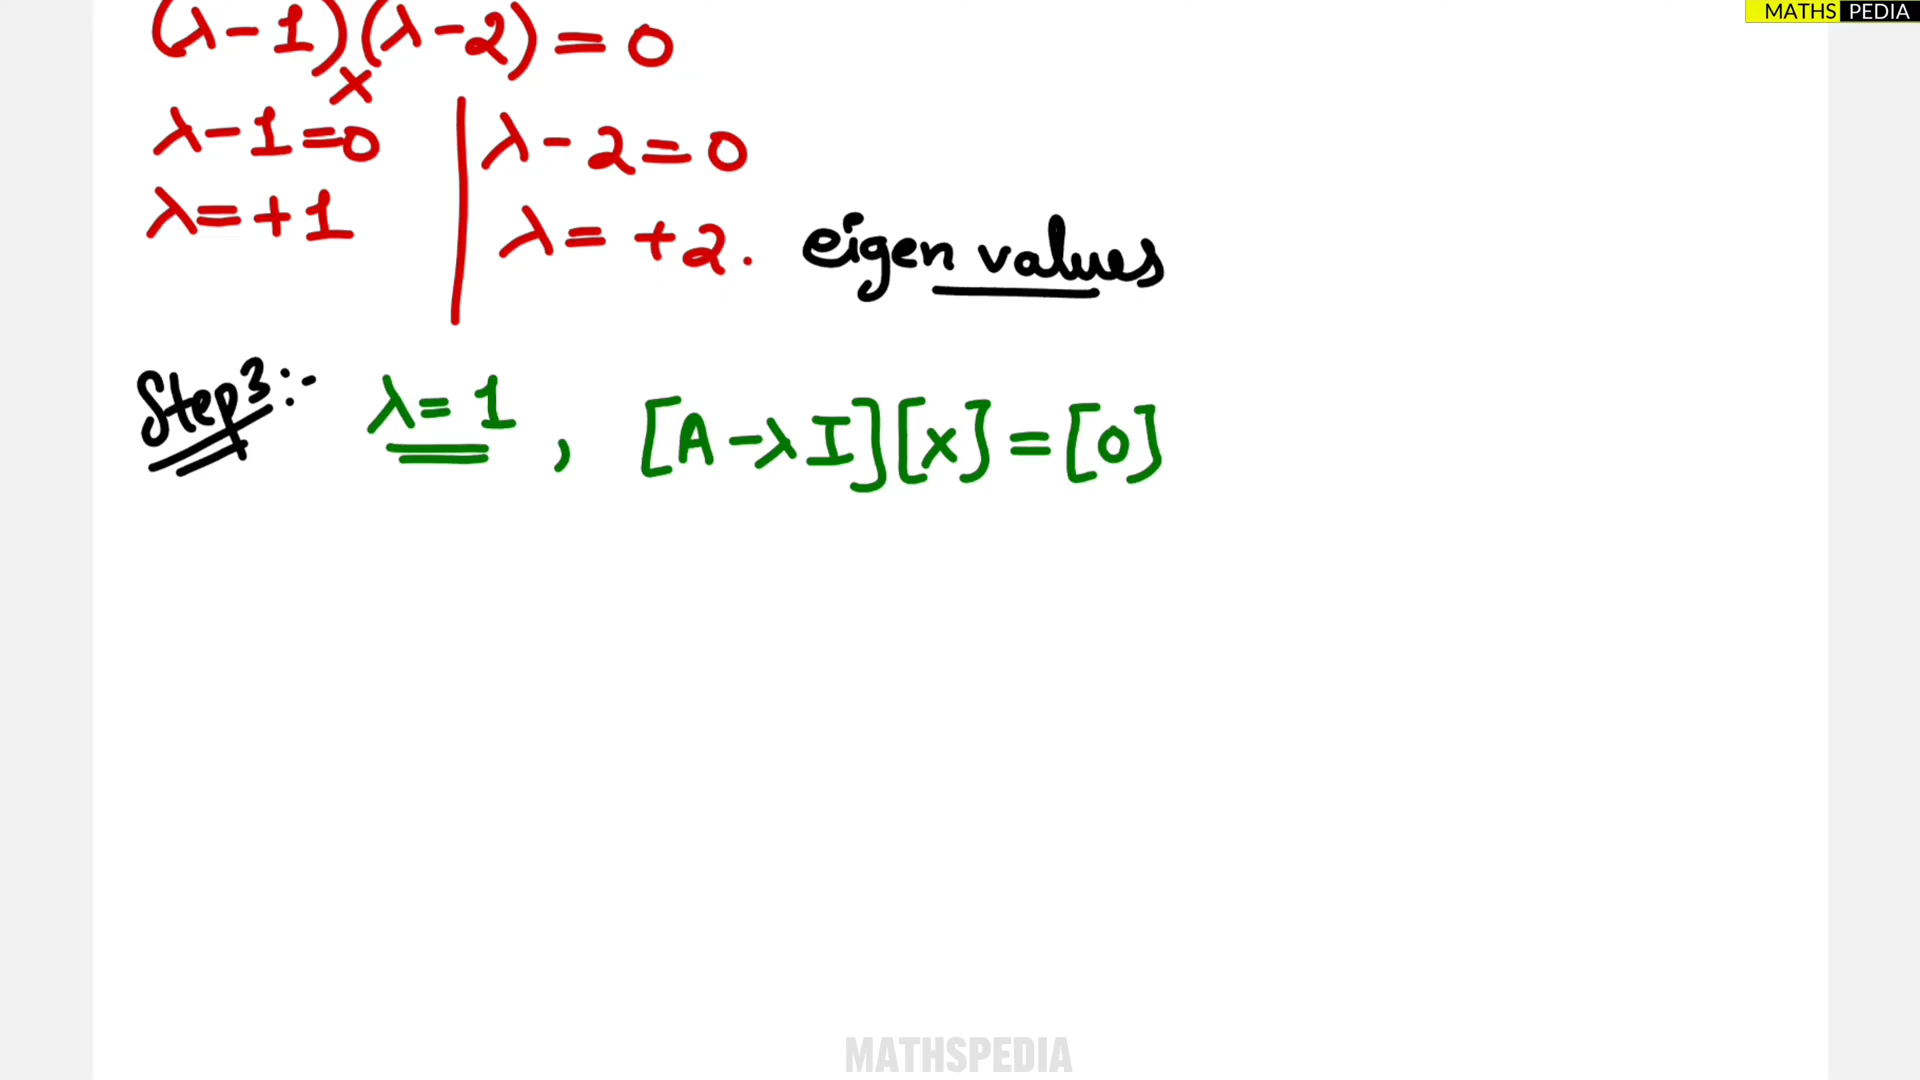 MATHS PEDIA
(λ-1)(λ-2) = 0
x
λ-1=0 | λ-2=0
λ=+1 | λ= +2. eigen values
Step3:- λ=1 , [A-λI][x]=[0]
MATHSPEDIA